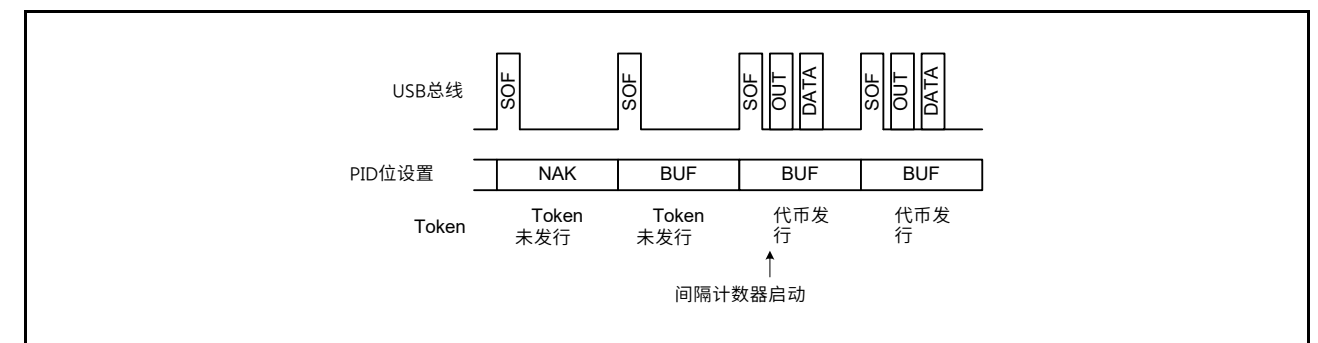 USB总线
SOF
SOF
SOF
OUT
DATA
SOF
OUT
DATA
PID位设置
NAK
BUF
BUF
BUF
Token
Token
未发行
Token
未发行
代币发
行
代币发
行
间隔计数器启动